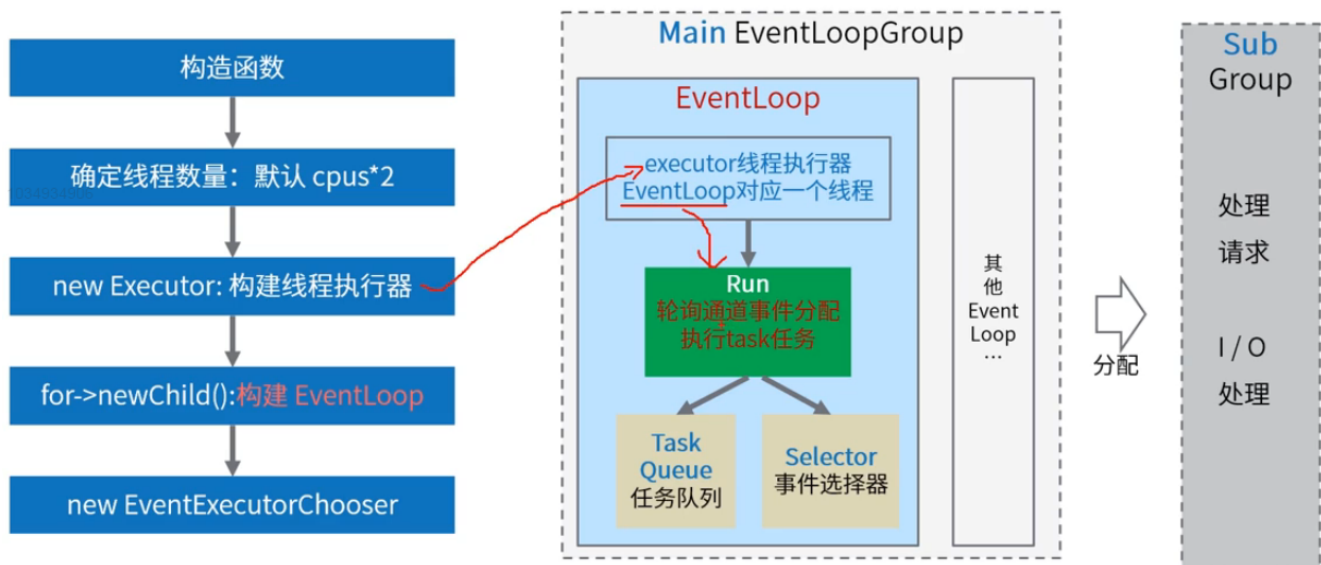 构造函数
确定线程数量：默认 cpus*2
new Executor: 构建线程执行器
for->newChild():构建 EventLoop
new EventExecutorChooser
Main EventLoopGroup
EventLoop
executor线程执行器
EventLoop对应一个线程
Run
轮询通道事件分配
+
执行task任务
Task
Queue
任务队列
Selector
事件选择器
其
他
Event
Loop
...
分配
Sub
Group
处理
请求
I / O
处理